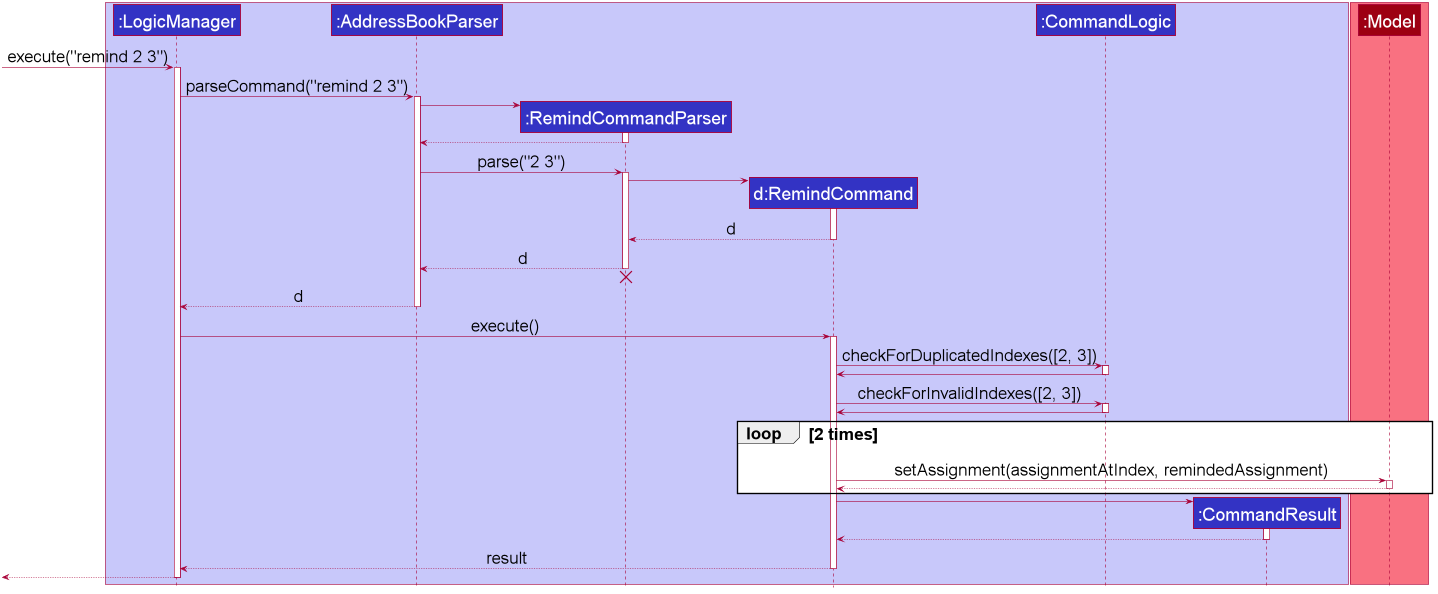 :LogicManager
:AddressBookParser
:CommandLogic
:Model
execute("remind 2 3")
parseCommand("remind 2 3")
:RemindCommandParser
parse("2 3")
d:RemindCommand
d
d
d
execute()
checkForDuplicatedIndexes([2, 3])
checkForInvalidIndexes([2, 3])
loop [2 times]
setAssignment(assignmentAtIndex, remindedAssignment)
:CommandResult
result